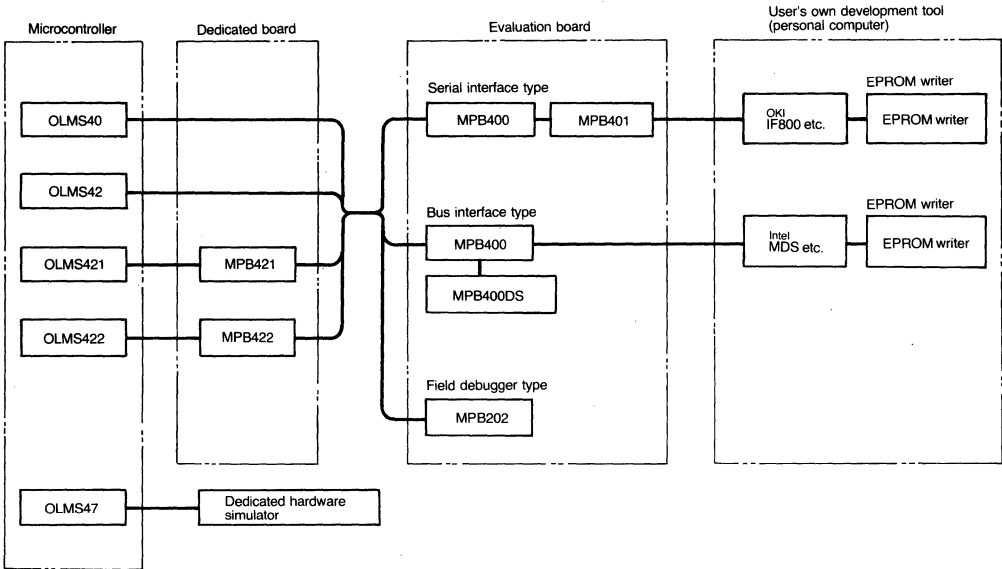 User's own development tool
(personal computer)
Microcontroller
Dedicated board
Evaluation board
Serial interface type
EPROM writer
OLMS40
MPB400
MPB401
OKI
IF800 etc.
EPROM writer
OLMS42
Bus interface type
EPROM writer
OLMS421
MPB421
MPB400
Intel
MDS etc.
EPROM writer
MPB400DS
OLMS422
MPB422
Field debugger type
MPB202
OLMS47
Dedicated hardware
simulator